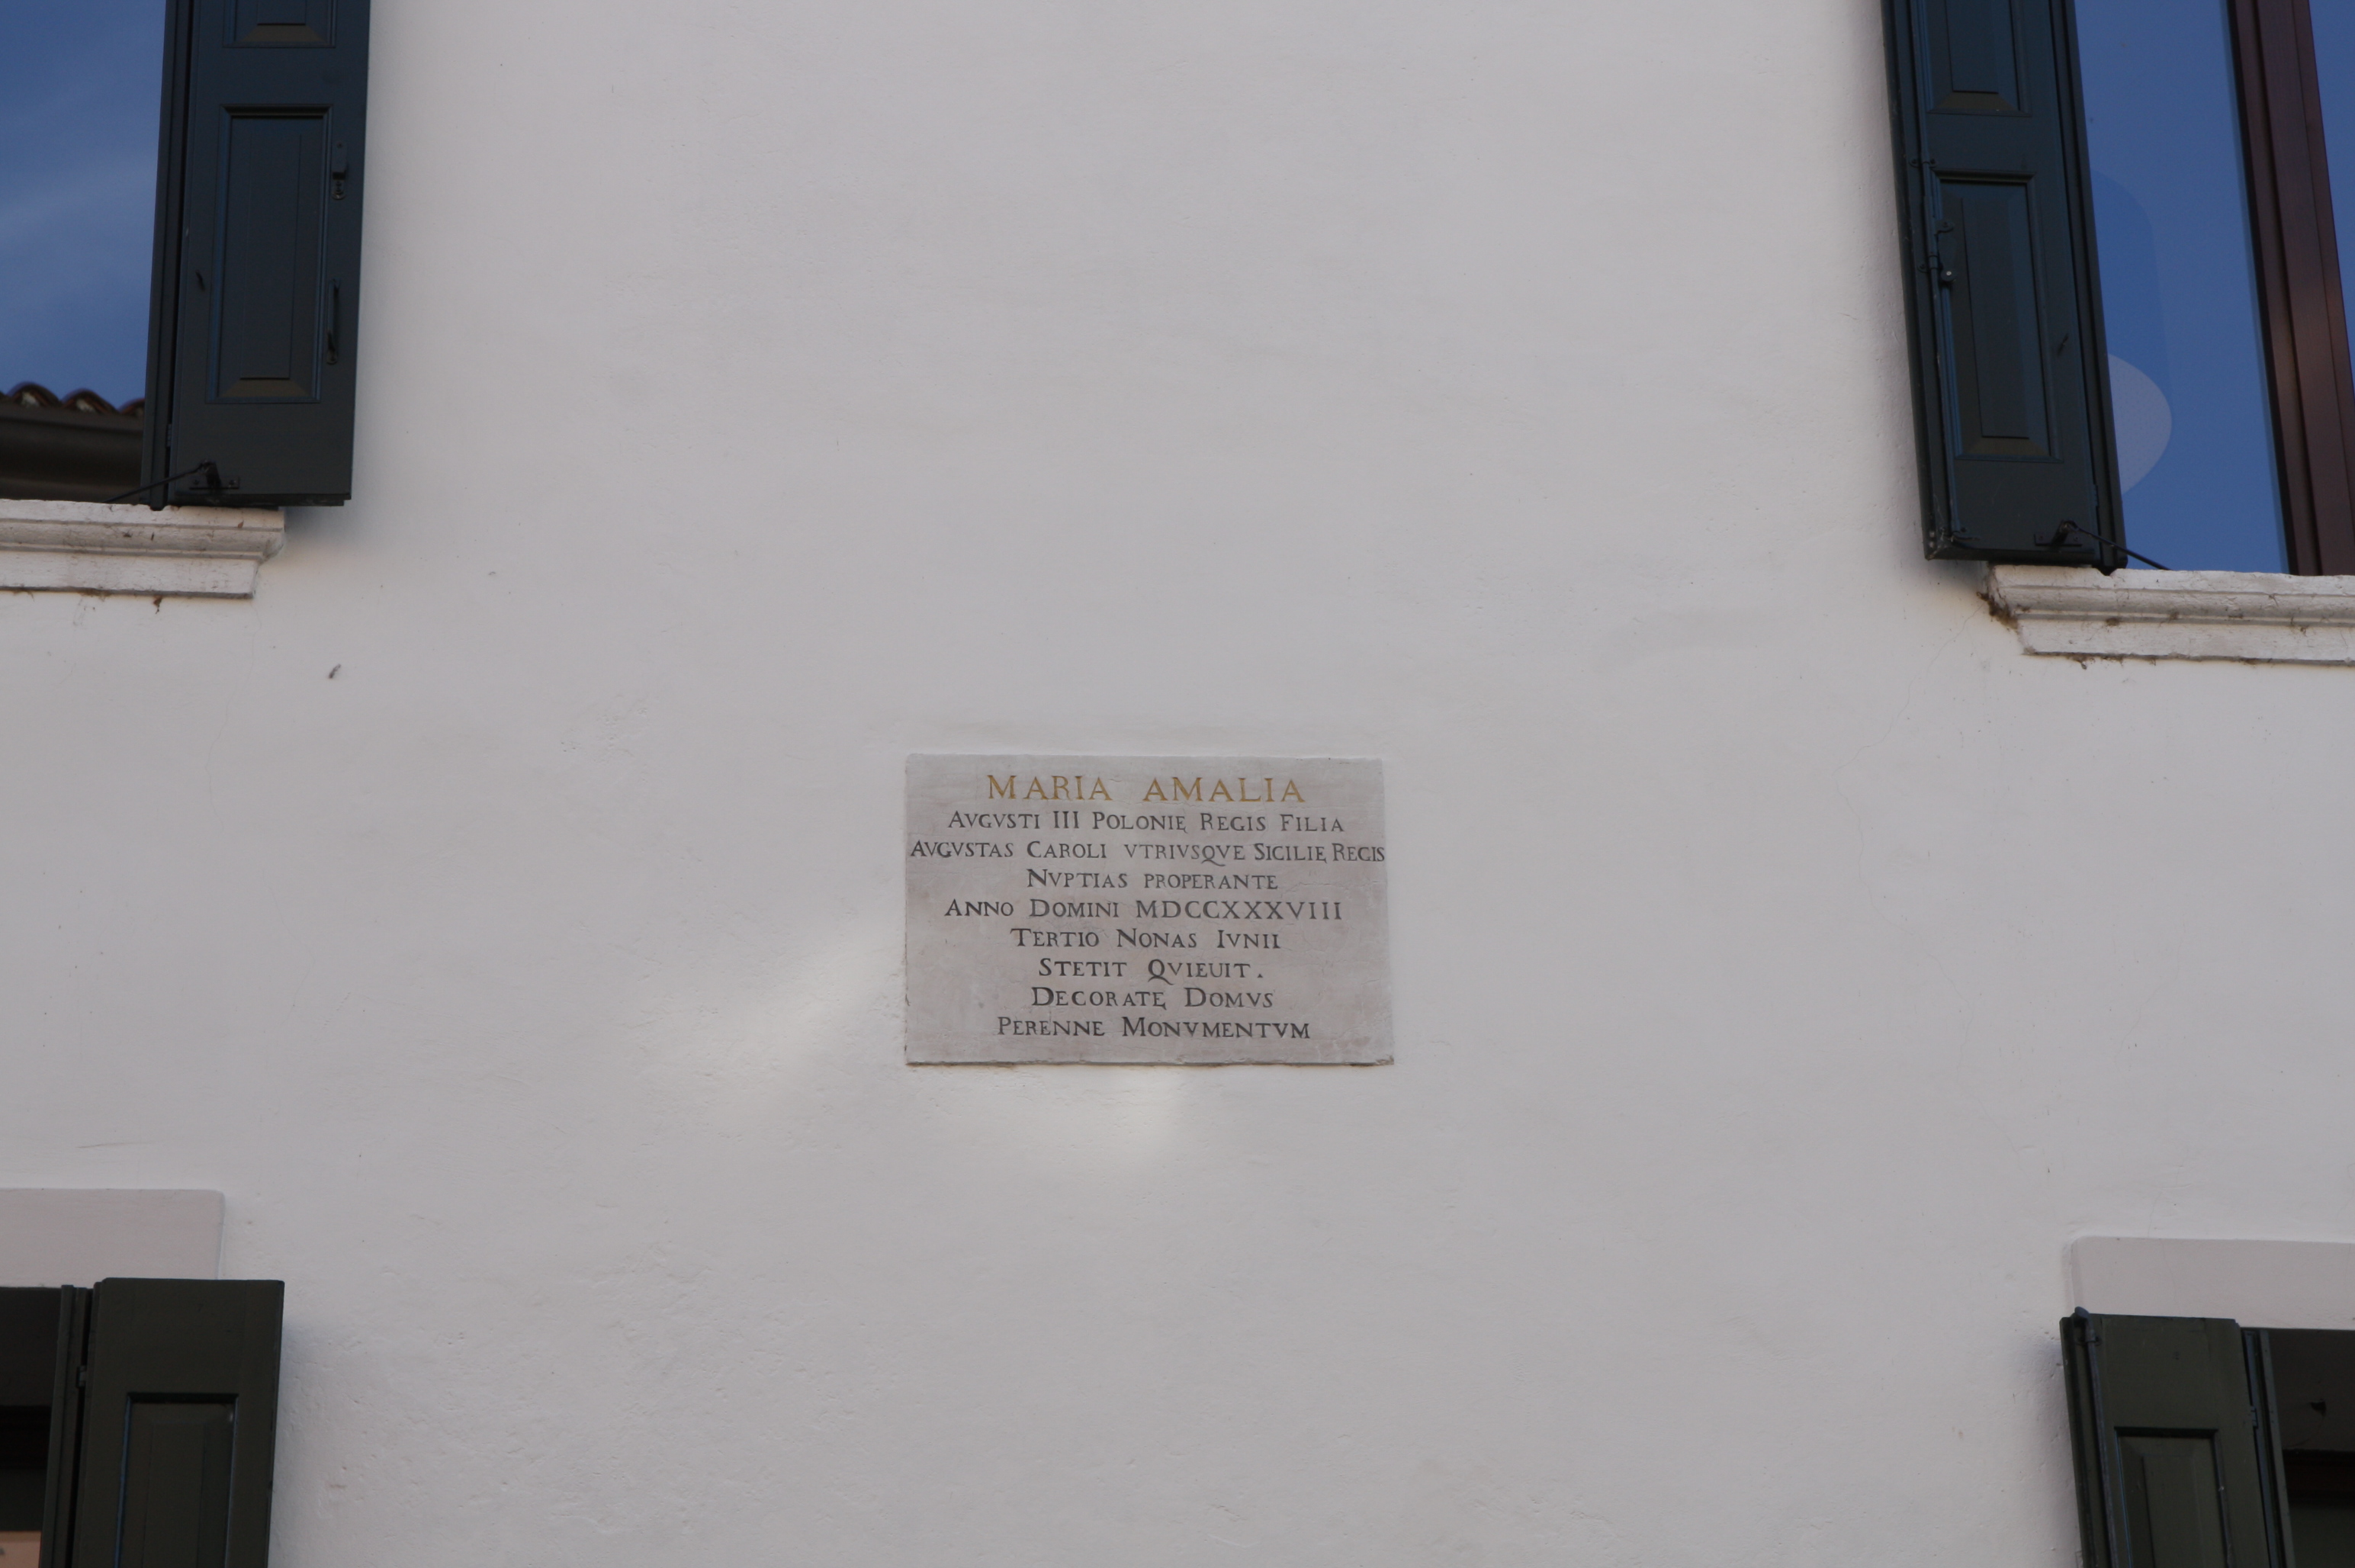 MARIA AMALIA
AVGVSTI III POLONIĘ REGIS FILIA
AVGVSTAS CAROLI VTRIVSQVE SICILIĘ REGIS
NVPTIAS PROPERANTE
ANNO DOMINI MDCCXXXVIII
TERTIO NONAS IVNII
STETIT QVIEUIT.
DECORATĘ DOMVS
PERENNE MONVMENTVM